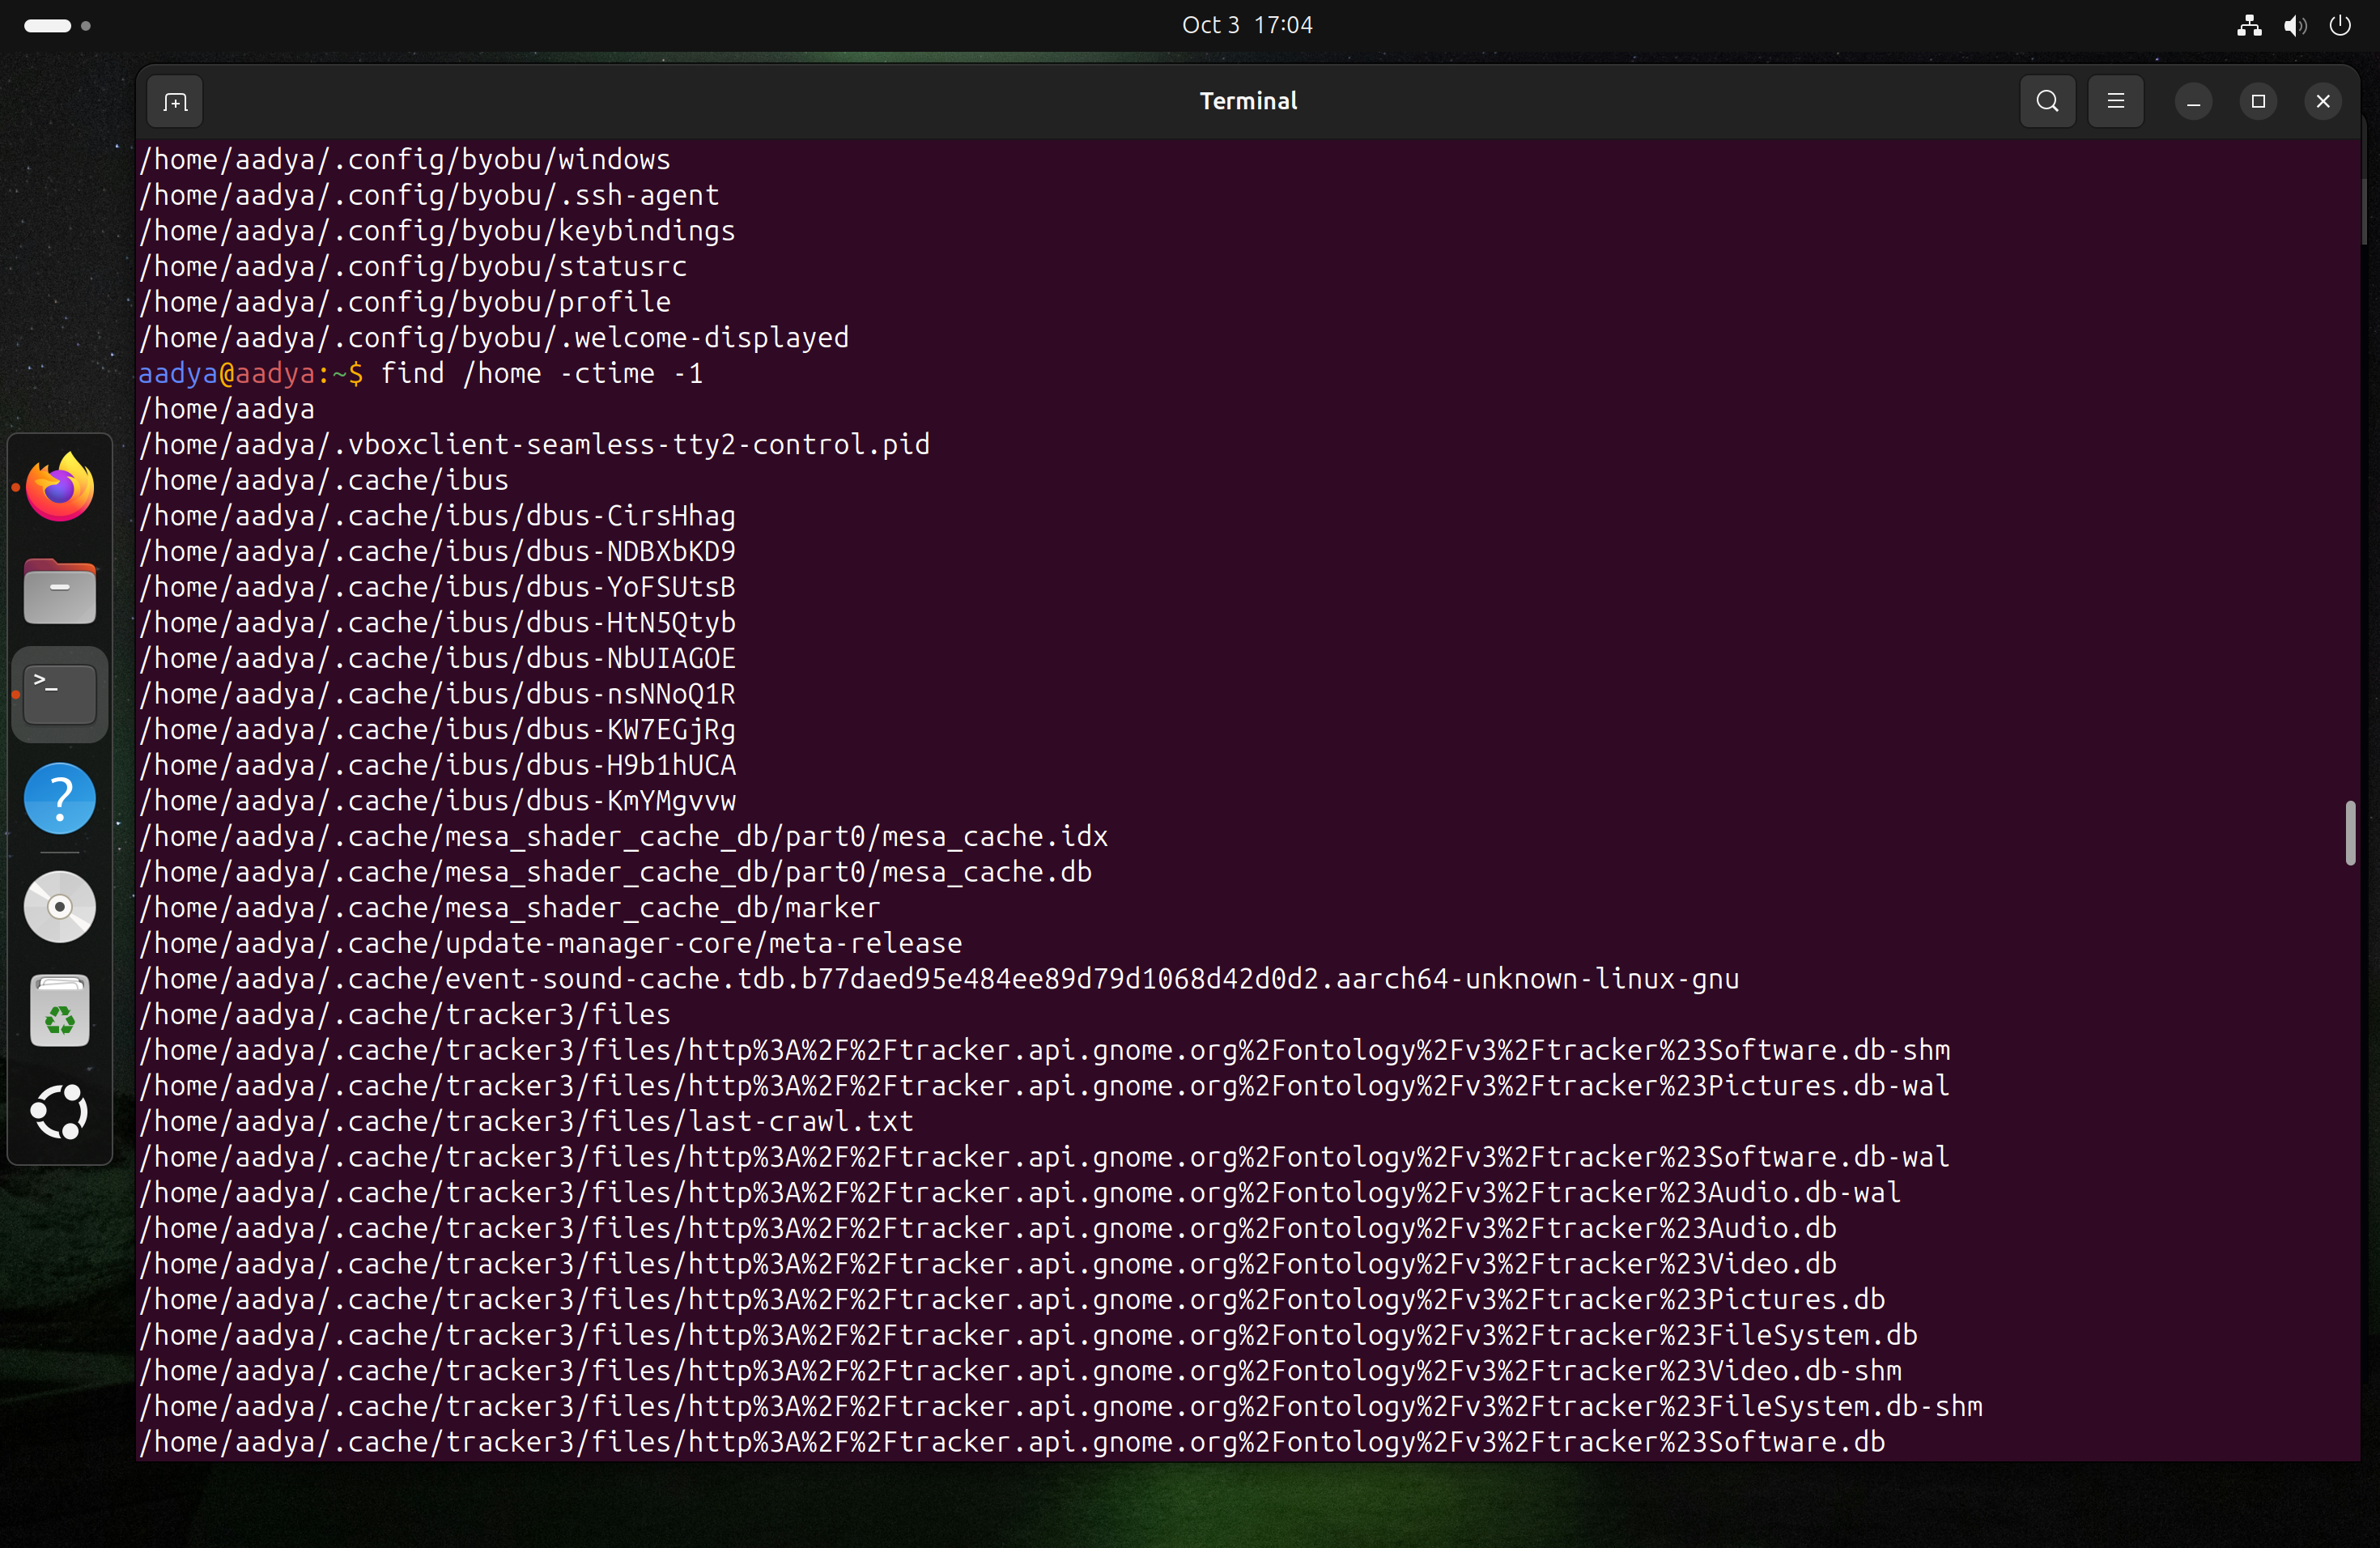 Oct 3 17:04
Terminal
/home/aadya/.config/byobu/windows
/home/aadya/.config/byobu/.ssh-agent
/home/aadya/.config/byobu/keybindings
/home/aadya/.config/byobu/statusrc
/home/aadya/.config/byobu/profile
/home/aadya/.config/byobu/.welcome-displayed
aadya@aadya:~$ find /home -ctime -1
/home/aadya
/home/aadya/.vboxclient-seamless-tty2-control.pid
/home/aadya/.cache/ibus
/home/aadya/.cache/ibus/dbus-CirsHhag
/home/aadya/.cache/ibus/dbus-NDBXbKD9
/home/aadya/.cache/ibus/dbus-YoFSUtsB
/home/aadya/.cache/ibus/dbus-HtN5Qtyb
/home/aadya/.cache/ibus/dbus-NbUIAGOE
/home/aadya/.cache/ibus/dbus-nsNNoQ1R
/home/aadya/.cache/ibus/dbus-KW7EGjRg
/home/aadya/.cache/ibus/dbus-H9b1hUCA
/home/aadya/.cache/ibus/dbus-KmYMgvvw
/home/aadya/.cache/mesa_shader_cache_db/part0/mesa_cache.idx
/home/aadya/.cache/mesa_shader_cache_db/part0/mesa_cache.db
/home/aadya/.cache/mesa_shader_cache_db/marker
/home/aadya/.cache/update-manager-core/meta-release
/home/aadya/.cache/event-sound-cache.tdb.b77daed95e484ee89d79d1068d42d0d2.aarch64-unknown-linux-gnu
/home/aadya/.cache/tracker3/files
/home/aadya/.cache/tracker3/files/http%3A%2F%2Ftracker.api.gnome.org%2Fontology%2Fv3%2Ftracker%23Software.db-shm
/home/aadya/.cache/tracker3/files/http%3A%2F%2Ftracker.api.gnome.org%2Fontology%2Fv3%2Ftracker%23Pictures.db-wal
/home/aadya/.cache/tracker3/files/last-crawl.txt
/home/aadya/.cache/tracker3/files/http%3A%2F%2Ftracker.api.gnome.org%2Fontology%2Fv3%2Ftracker%23Software.db-wal
/home/aadya/.cache/tracker3/files/http%3A%2F%2Ftracker.api.gnome.org%2Fontology%2Fv3%2Ftracker%23Audio.db-wal
/home/aadya/.cache/tracker3/files/http%3A%2F%2Ftracker.api.gnome.org%2Fontology%2Fv3%2Ftracker%23Audio.db
/home/aadya/.cache/tracker3/files/http%3A%2F%2Ftracker.api.gnome.org%2Fontology%2Fv3%2Ftracker%23Video.db
/home/aadya/.cache/tracker3/files/http%3A%2F%2Ftracker.api.gnome.org%2Fontology%2Fv3%2Ftracker%23Pictures.db
/home/aadya/.cache/tracker3/files/http%3A%2F%2Ftracker.api.gnome.org%2Fontology%2Fv3%2Ftracker%23FileSystem.db
/home/aadya/.cache/tracker3/files/http%3A%2F%2Ftracker.api.gnome.org%2Fontology%2Fv3%2Ftracker%23Video.db-shm
/home/aadya/.cache/tracker3/files/http%3A%2F%2Ftracker.api.gnome.org%2Fontology%2Fv3%2Ftracker%23FileSystem.db-shm
/home/aadya/.cache/tracker3/files/http%3A%2F%2Ftracker.api.gnome.org%2Fontology%2Fv3%2Ftracker%23Software.db